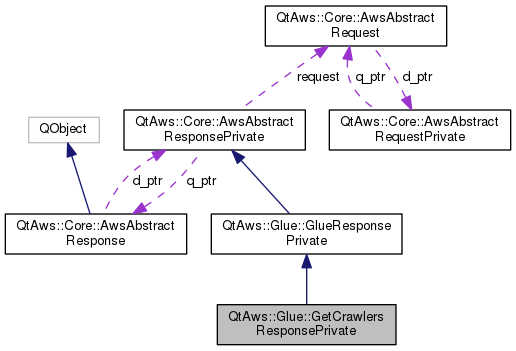 QtAws::Core::AwsAbstract
Request
request
q_ptr
d_ptr
QObject
QtAws::Core::AwsAbstract
ResponsePrivate
QtAws::Core::AwsAbstract
RequestPrivate
d_ptr
q_ptr
QtAws::Core::AwsAbstract
Response
QtAws::Glue::GlueResponse
Private
QtAws::Glue::GetCrawlers
ResponsePrivate